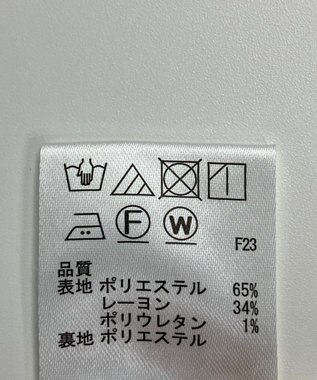 F W
F23
品質
表地 ポリエステル 65%
レーヨン 34%
ポリウレタン 1%
裏地 ポリエステル